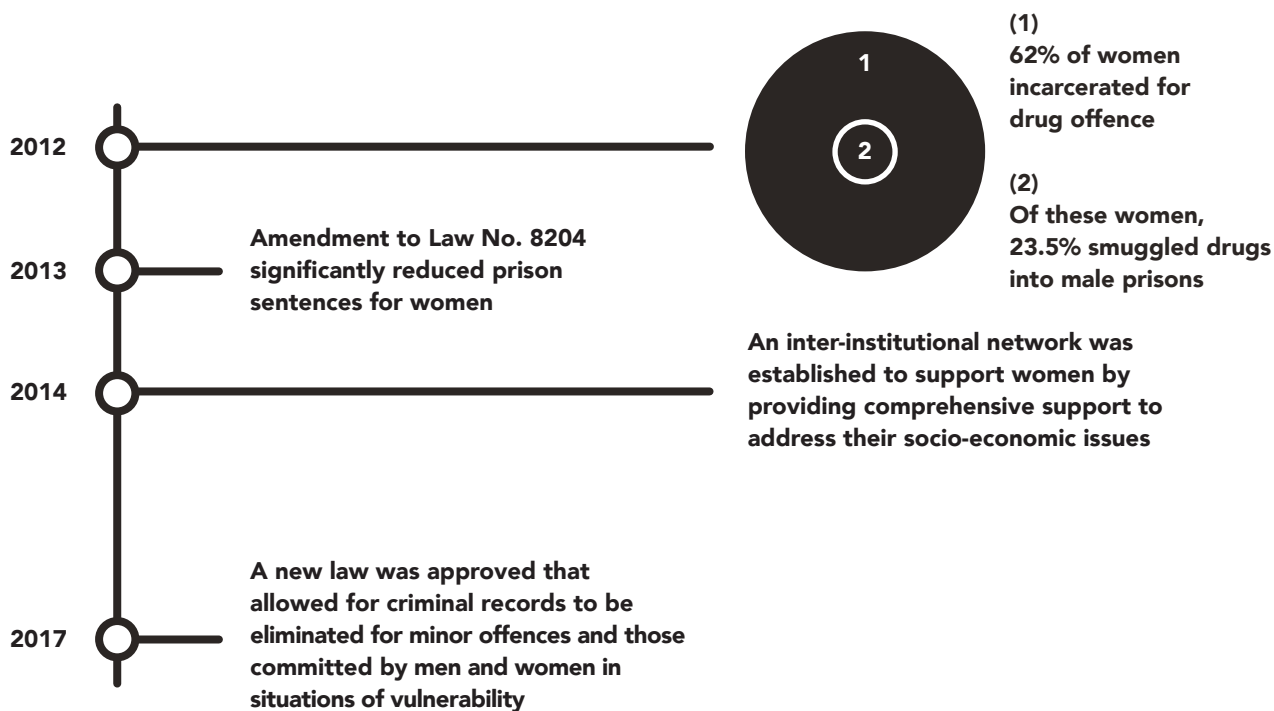 2012
1
2
(1)
62% of women
incarcerated for
drug offence
(2)
Of these women,
23.5% smuggled drugs
into male prisons
2013
Amendment to Law No. 8204
significantly reduced prison
sentences for women
2014
An inter-institutional network was
established to support women by
providing comprehensive support to
address their socio-economic issues
2017
A new law was approved that
allowed for criminal records to be
eliminated for minor offences and those
committed by men and women in
situations of vulnerability